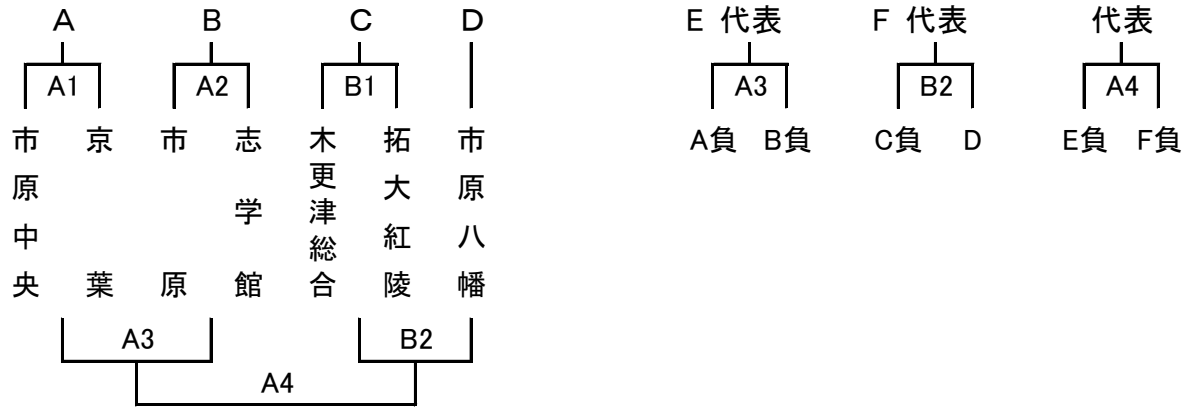 A B C D E 代表 F 代表 代表
A1 A2 B1 A3 B2 A4
A負 B負 C負 D E負 F負
市原中央
京葉
市原
志学館
木更津総合
拓大紅陵
市原八幡
A3 B2
A4